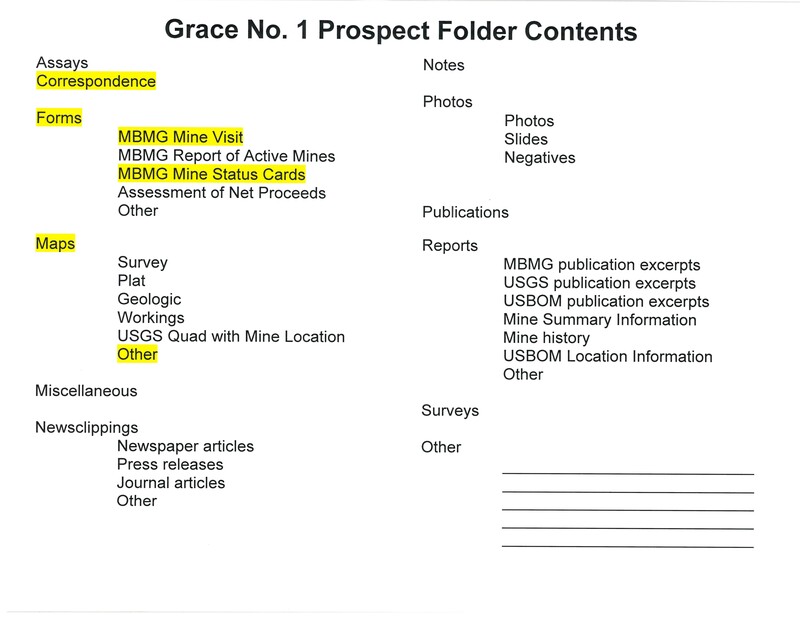 Grace No. 1 Prospect Folder Contents
Assays
Correspondence
Forms
MBMG Mine Visit
MBMG Report of Active Mines
MBMG Mine Status Cards
Assessment of Net Proceeds
Other
Maps
Survey
Plat
Geologic
Workings
USGS Quad with Mine Location
Other
Miscellaneous
Newsclippings
Newspaper articles
Press releases
Journal articles
Other
Notes
Photos
Photos
Slides
Negatives
Publications
Reports
MBMG publication excerpts
USGS publication excerpts
USBOM publication excerpts
Mine Summary Information
Mine history
USBOM Location Information
Other
Surveys
Other